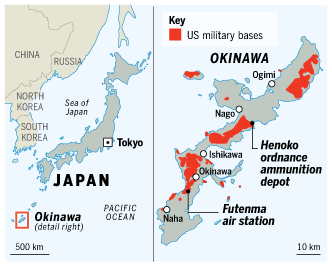 CHINA
RUSSIA
NORTH
KOREA
SOUTH
KOREA
Sea of
Japan
Tokyo
JAPAN
Okinawa
(detail right)
PACIFIC
OCEAN
500 km
Key
US military bases
OKINAWA
Ogimi
Nago
Henoko
ordnance
ammunition
depot
Ishikawa
Okinawa
Futenma
air station
Naha
10 km